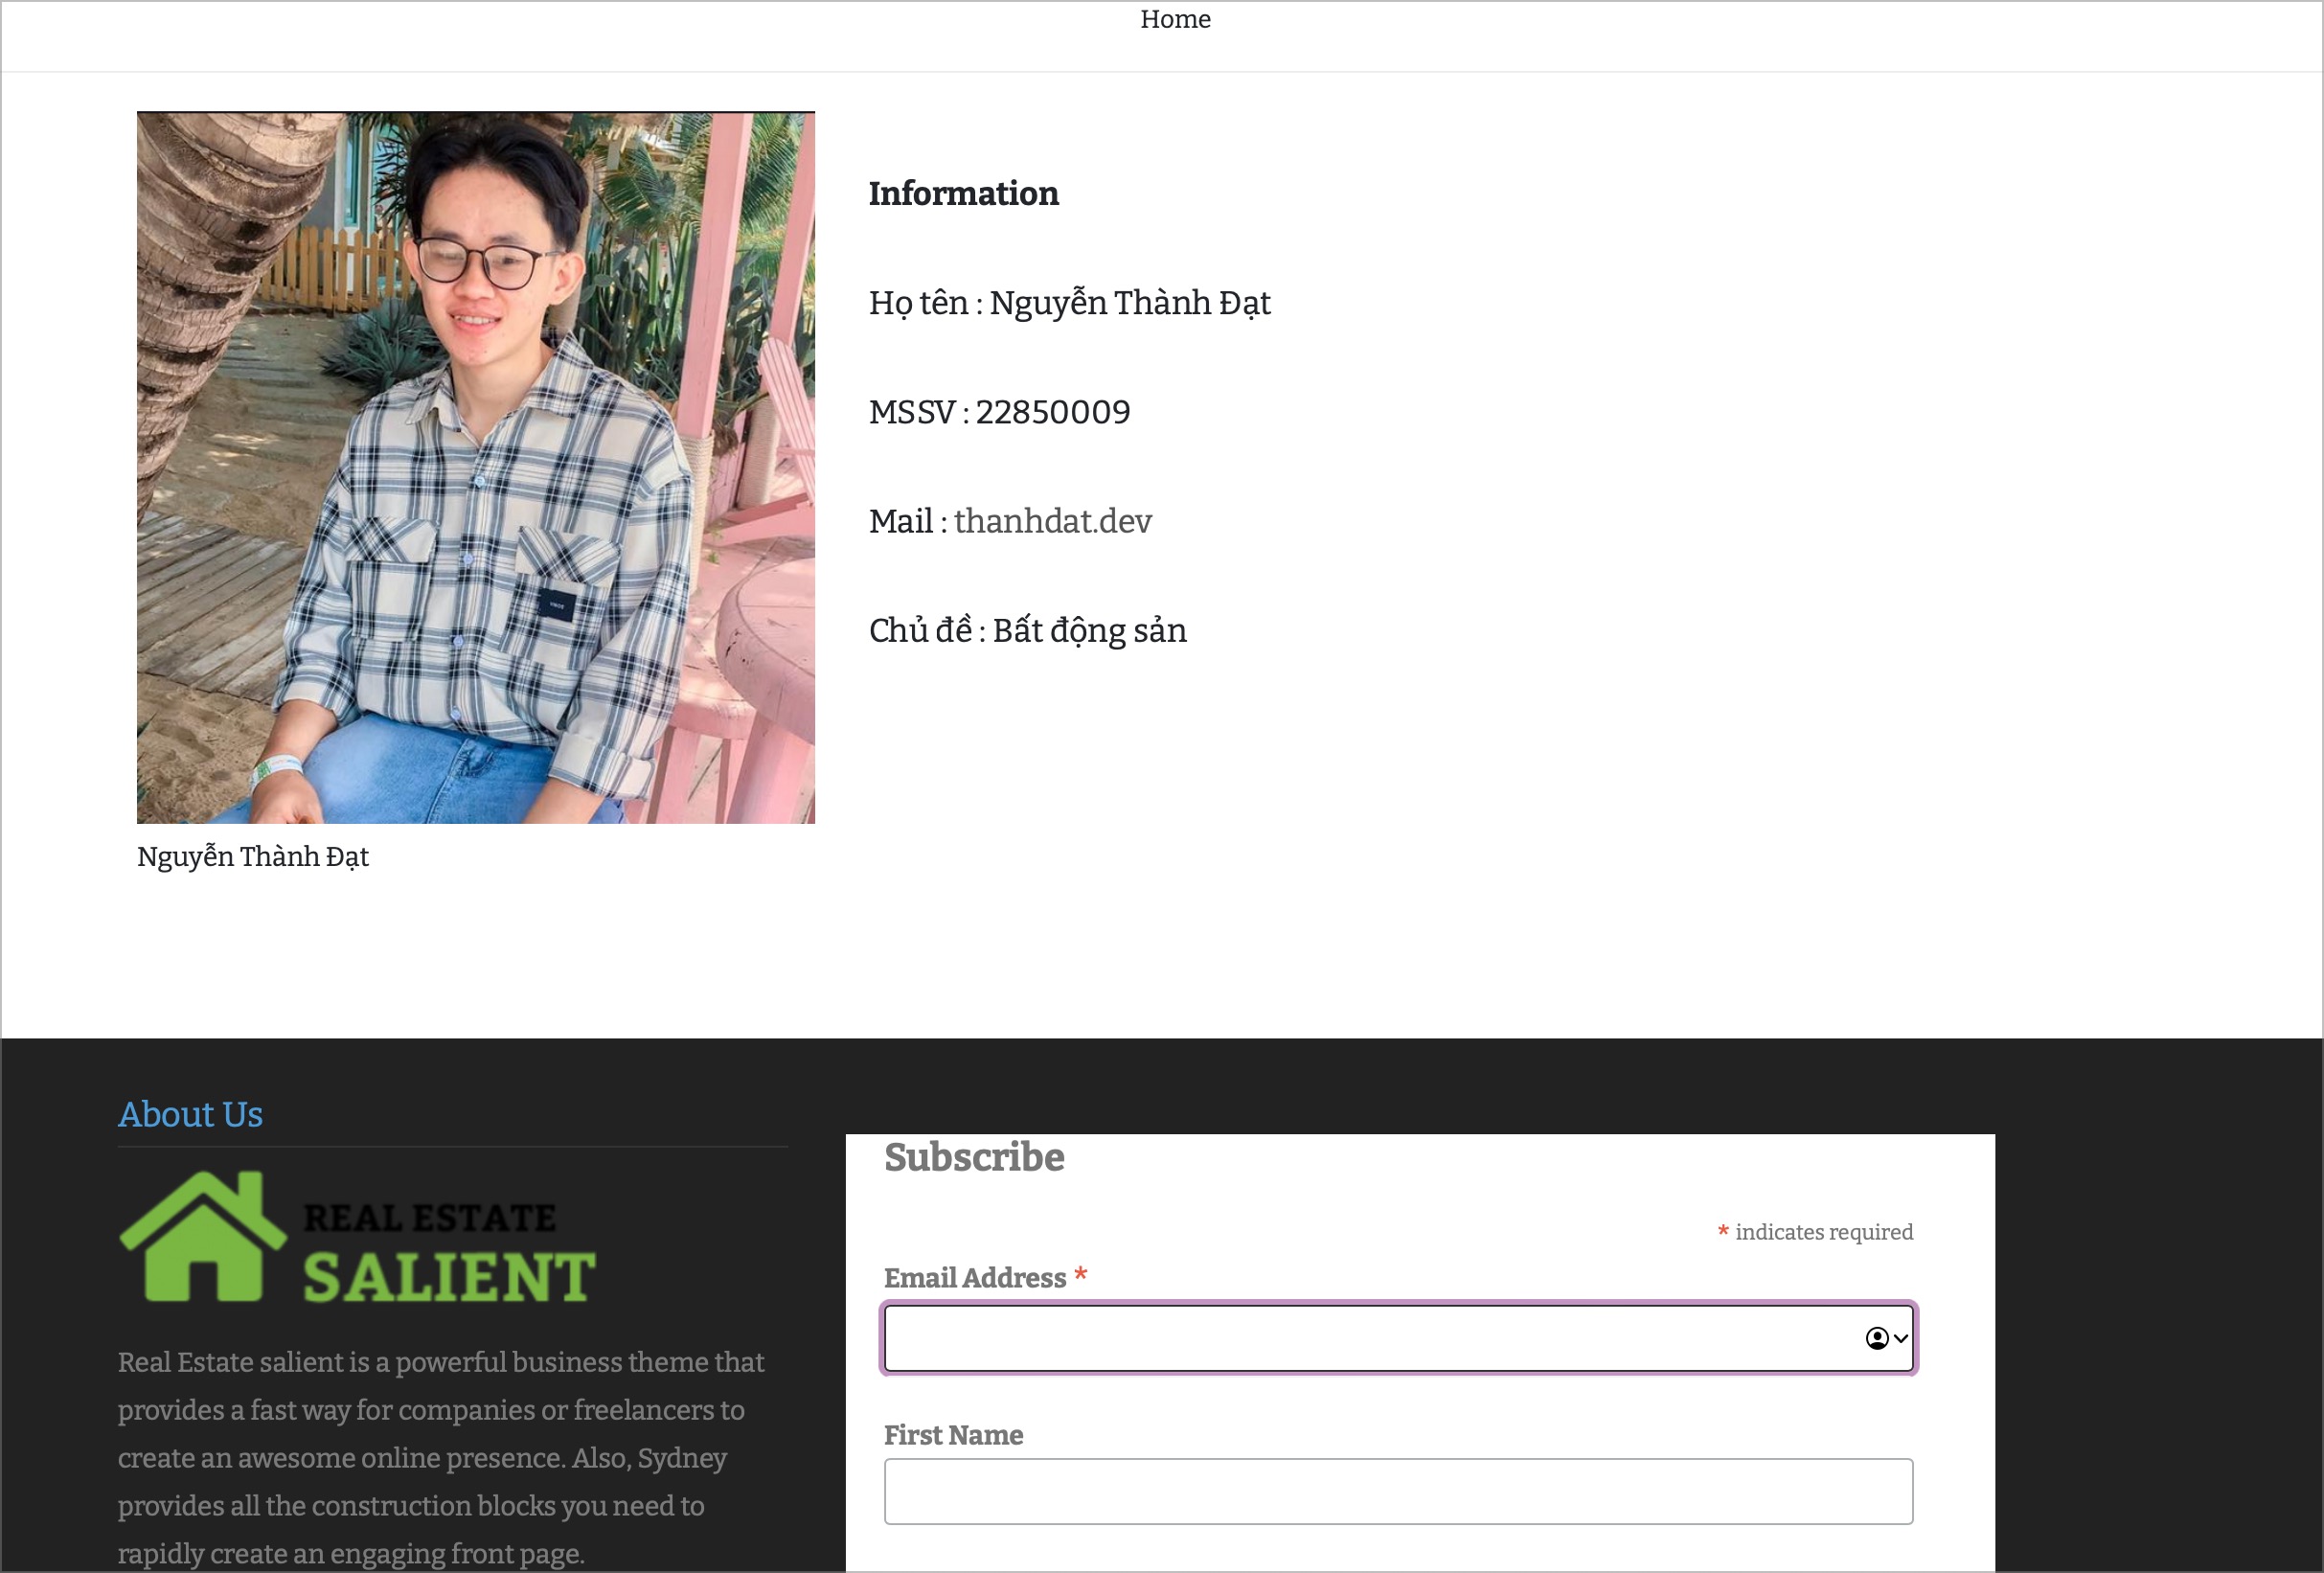 Home
Information
Họ tên : Nguyễn Thành Đạt
MSSV : 22850009
Mail : thanhdat.dev
Chủ đề : Bất động sản
Nguyễn Thành Đạt
About Us
REAL ESTATE
SALIENT
Real Estate salient is a powerful business theme that
provides a fast way for companies or freelancers to
create an awesome online presence. Also, Sydney
provides all the construction blocks you need to
rapidly create an engaging front page.
Subscribe
* indicates required
Email Address *
First Name